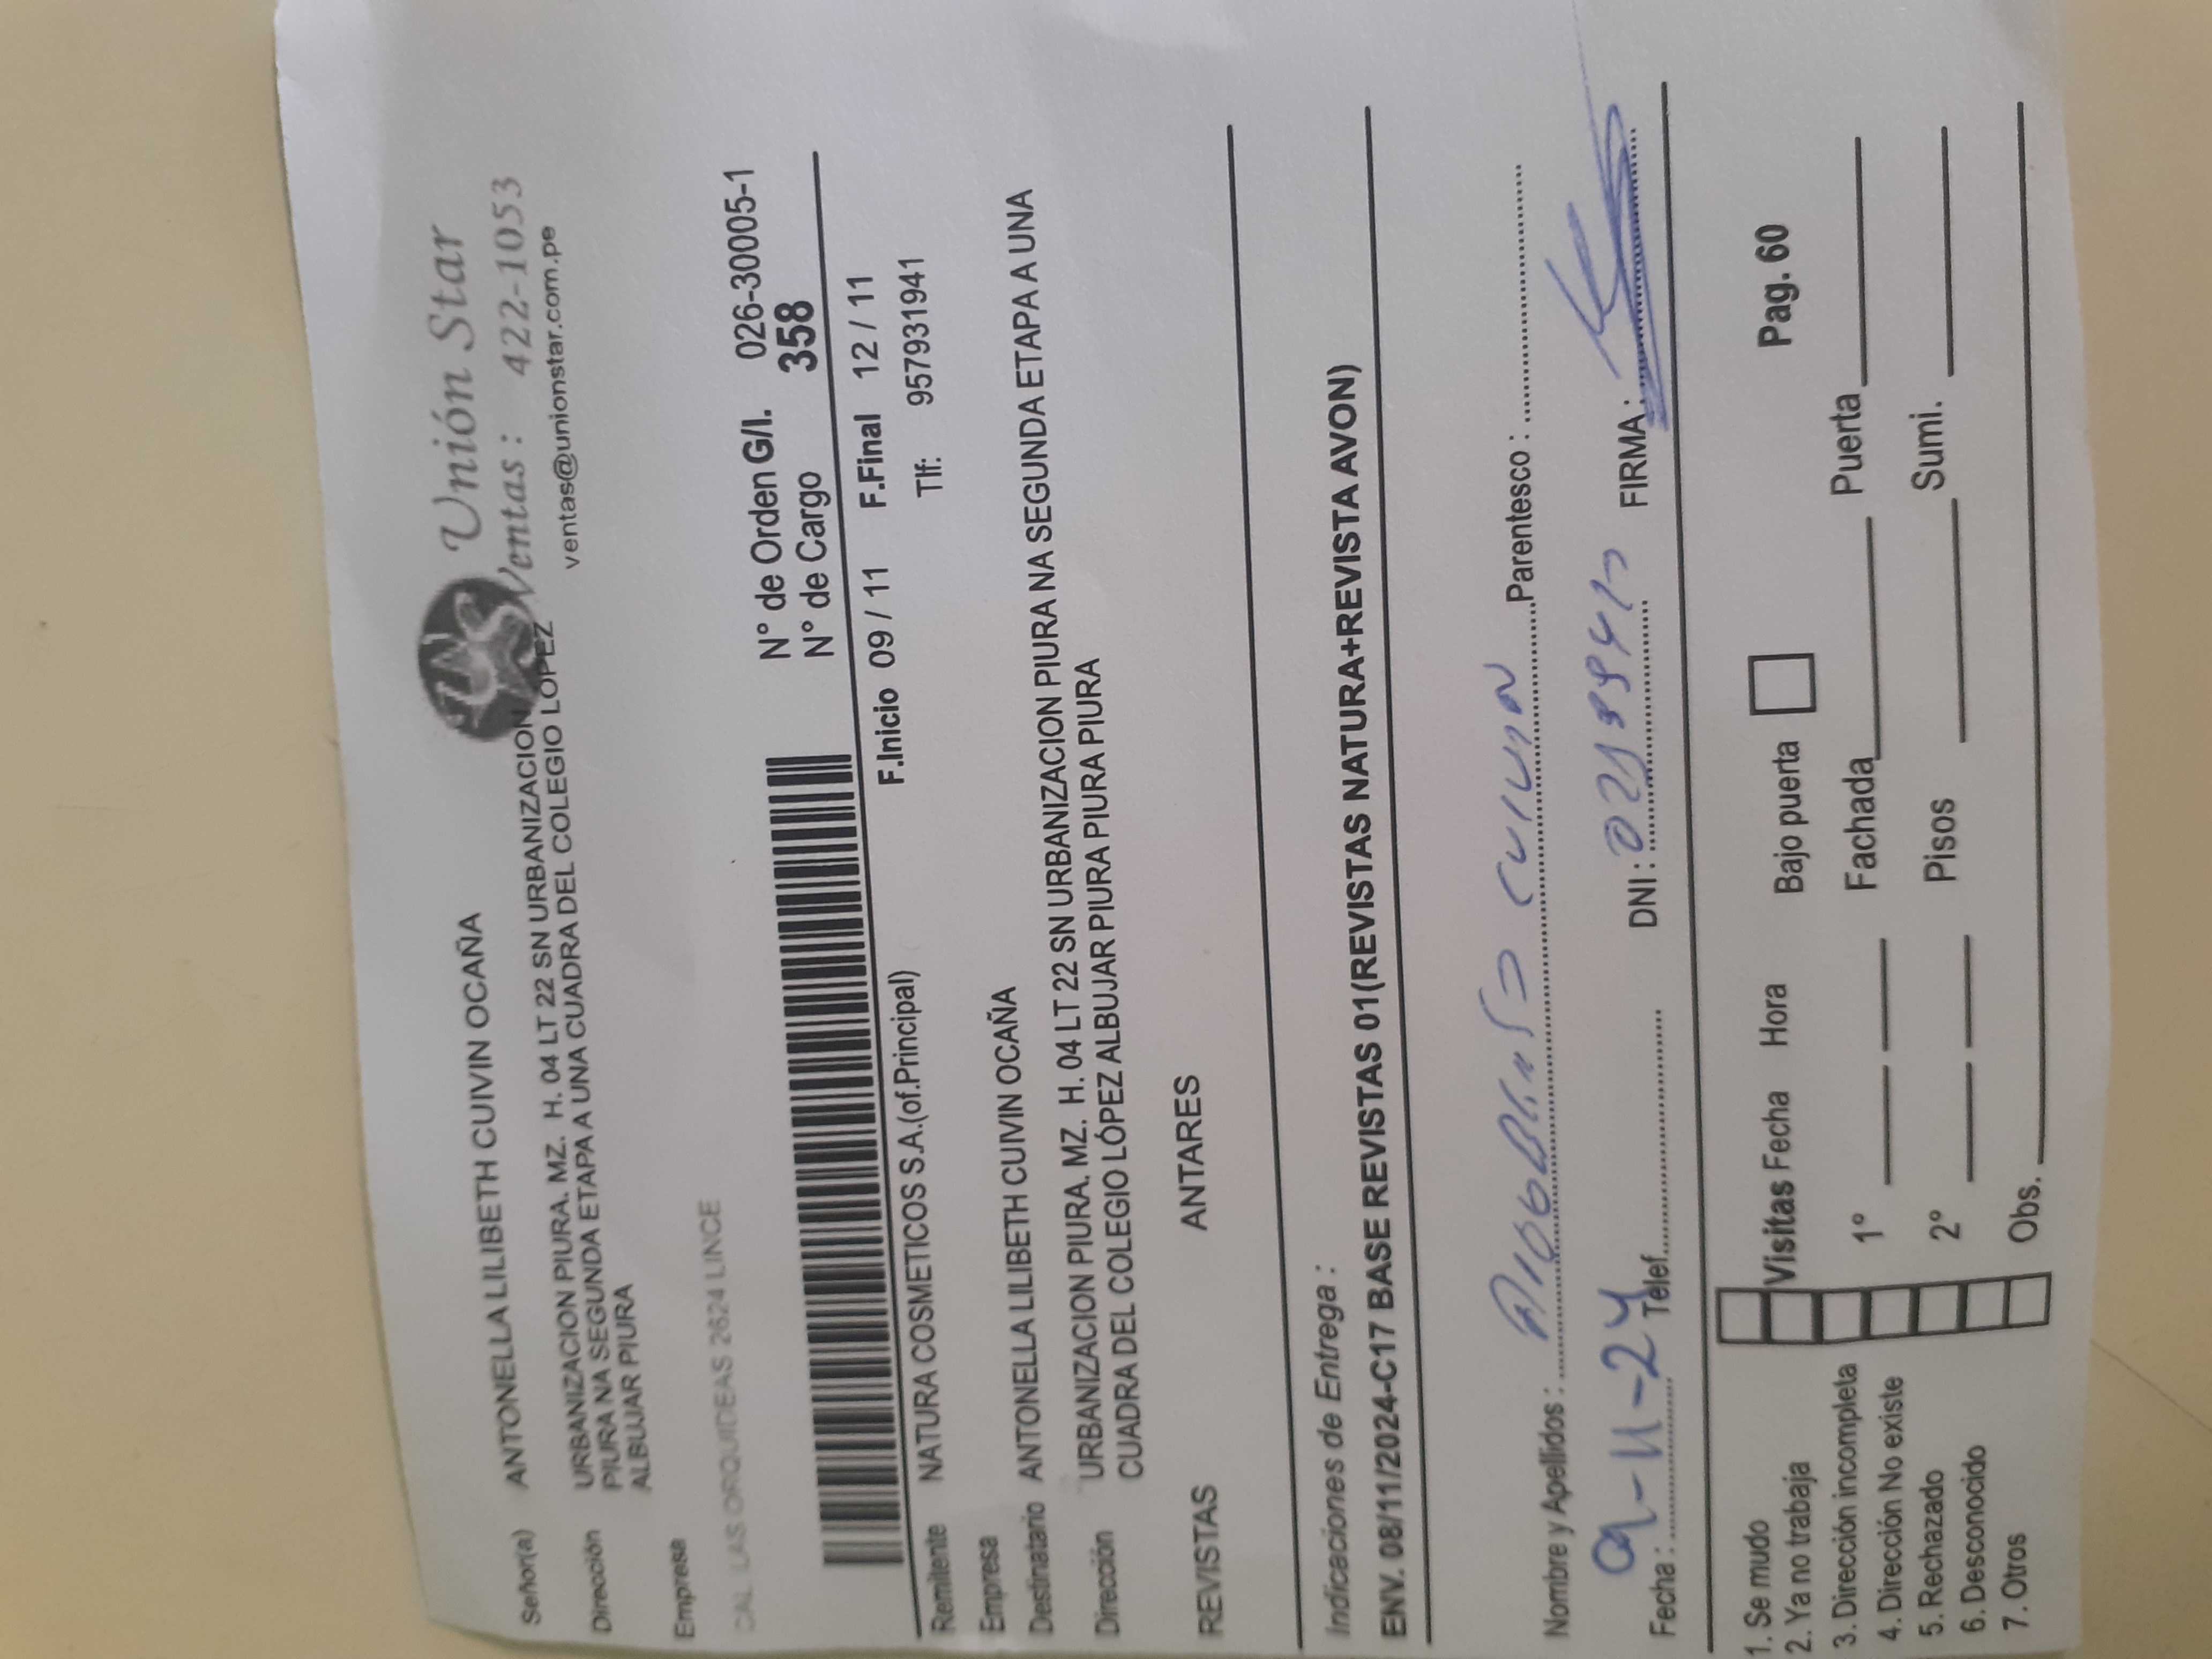 Unión Star
Ventas : 422-1053
ventas@unionstar.com.pe
Señor(a) ANTONELLA LILIBETH CUIVIN OCAÑA
Dirección URBANIZACION PIURA. MZ. H. 04 LT 22 SN URBANIZACION
PIURA NA SEGUNDA ETAPA A UNA CUADRA DEL COLEGIO LÓPEZ
ALBUJAR PIURA
Empresa
CAL. LAS ORQUIDEAS 2624 LINCE
N° de Orden G/I. 026-30005-1
N° de Cargo 358
F.Inicio 09 / 11 F.Final 12 / 11
Remitente NATURA COSMETICOS S.A.(of.Principal) Tlf: 957931941
Empresa
Destinatario ANTONELLA LILIBETH CUIVIN OCAÑA
Dirección URBANIZACION PIURA. MZ. H. 04 LT 22 SN URBANIZACION PIURA NA SEGUNDA ETAPA A UNA
CUADRA DEL COLEGIO LÓPEZ ALBUJAR PIURA PIURA PIURA
REVISTAS ANTARES
Indicaciones de Entrega :
ENV. 08/11/2024-C17 BASE REVISTAS 01(REVISTAS NATURA+REVISTA AVON)
Nombre y Apellidos : Parentesco :
Fecha : 9-11-24 Telef. DNI : FIRMA :
1. Se mudo
2. Ya no trabaja
3. Dirección incompleta
4. Dirección No existe
5. Rechazado
6. Desconocido
7. Otros
Visitas Fecha Hora Bajo puerta Pag. 60
1° Fachada Puerta
2° Pisos Sumi.
Obs.